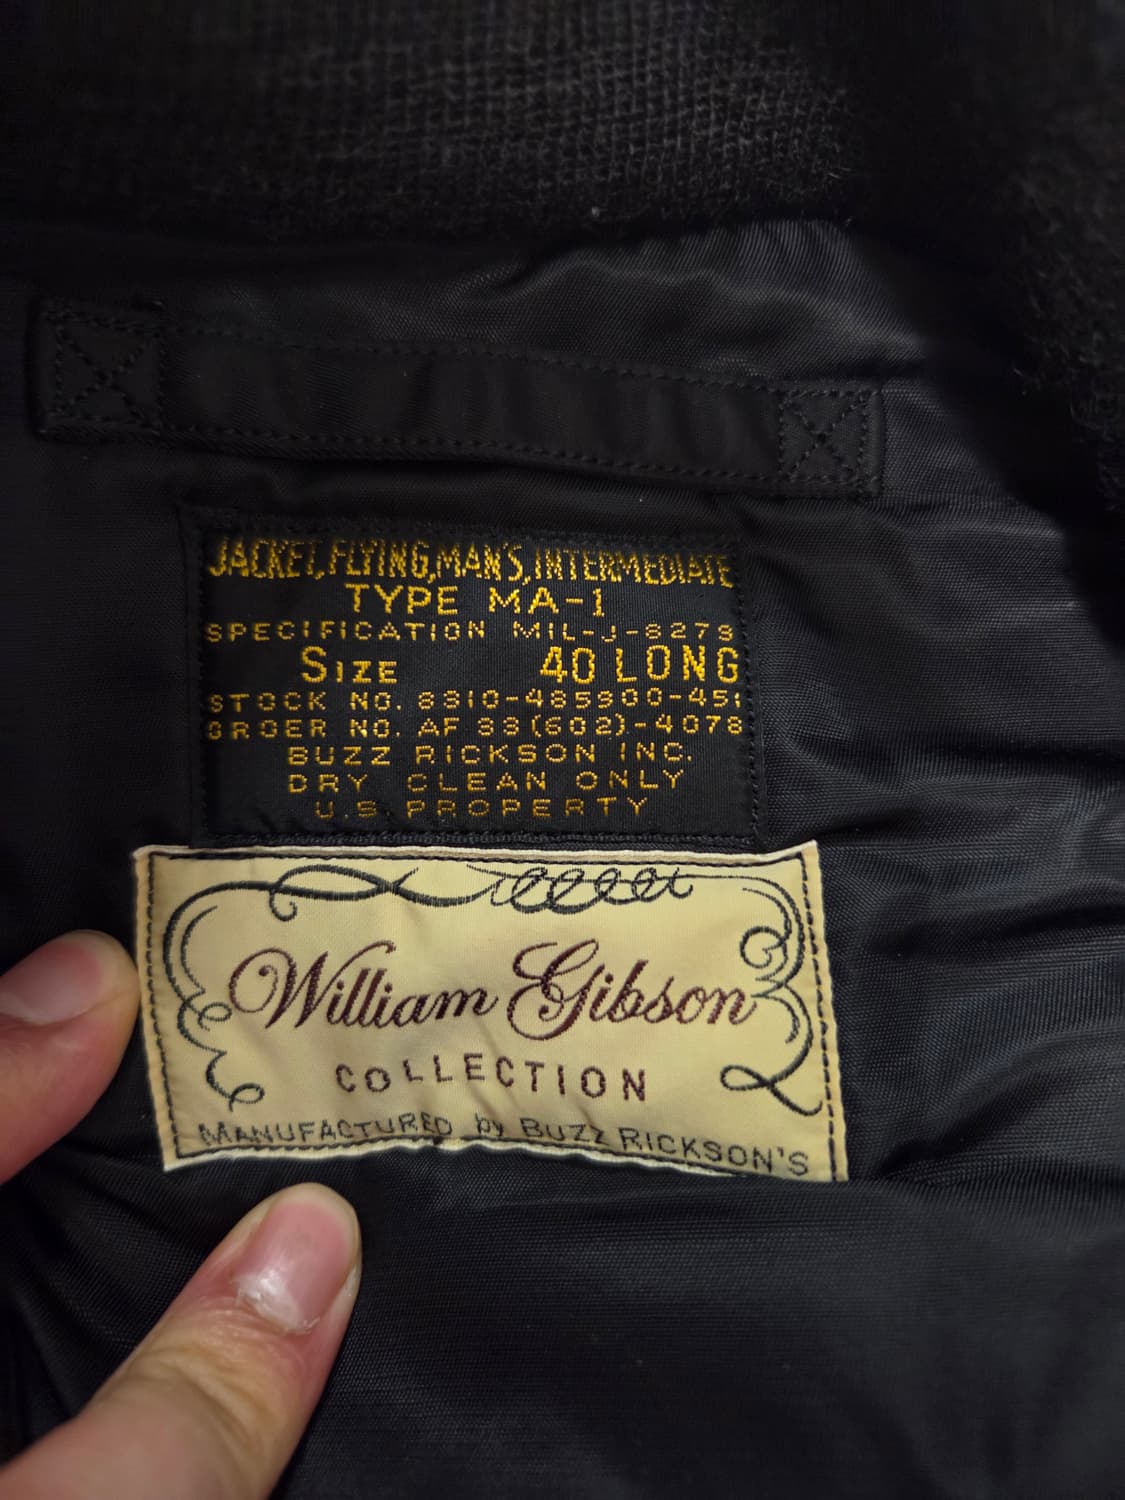 JACKET,FLYING,MAN'S,INTERMEDIATE
TYPE MA-1
SPECIFICATION MIL-J-8279
SIZE 40 LONG
STOCK NO. 8310-485900-451
ORDER NO. AF 33(602)-4078
BUZZ RICKSON INC.
DRY CLEAN ONLY
U.S PROPERTY
William Gibson
COLLECTION
MANUFACTURED by BUZZ RICKSON'S